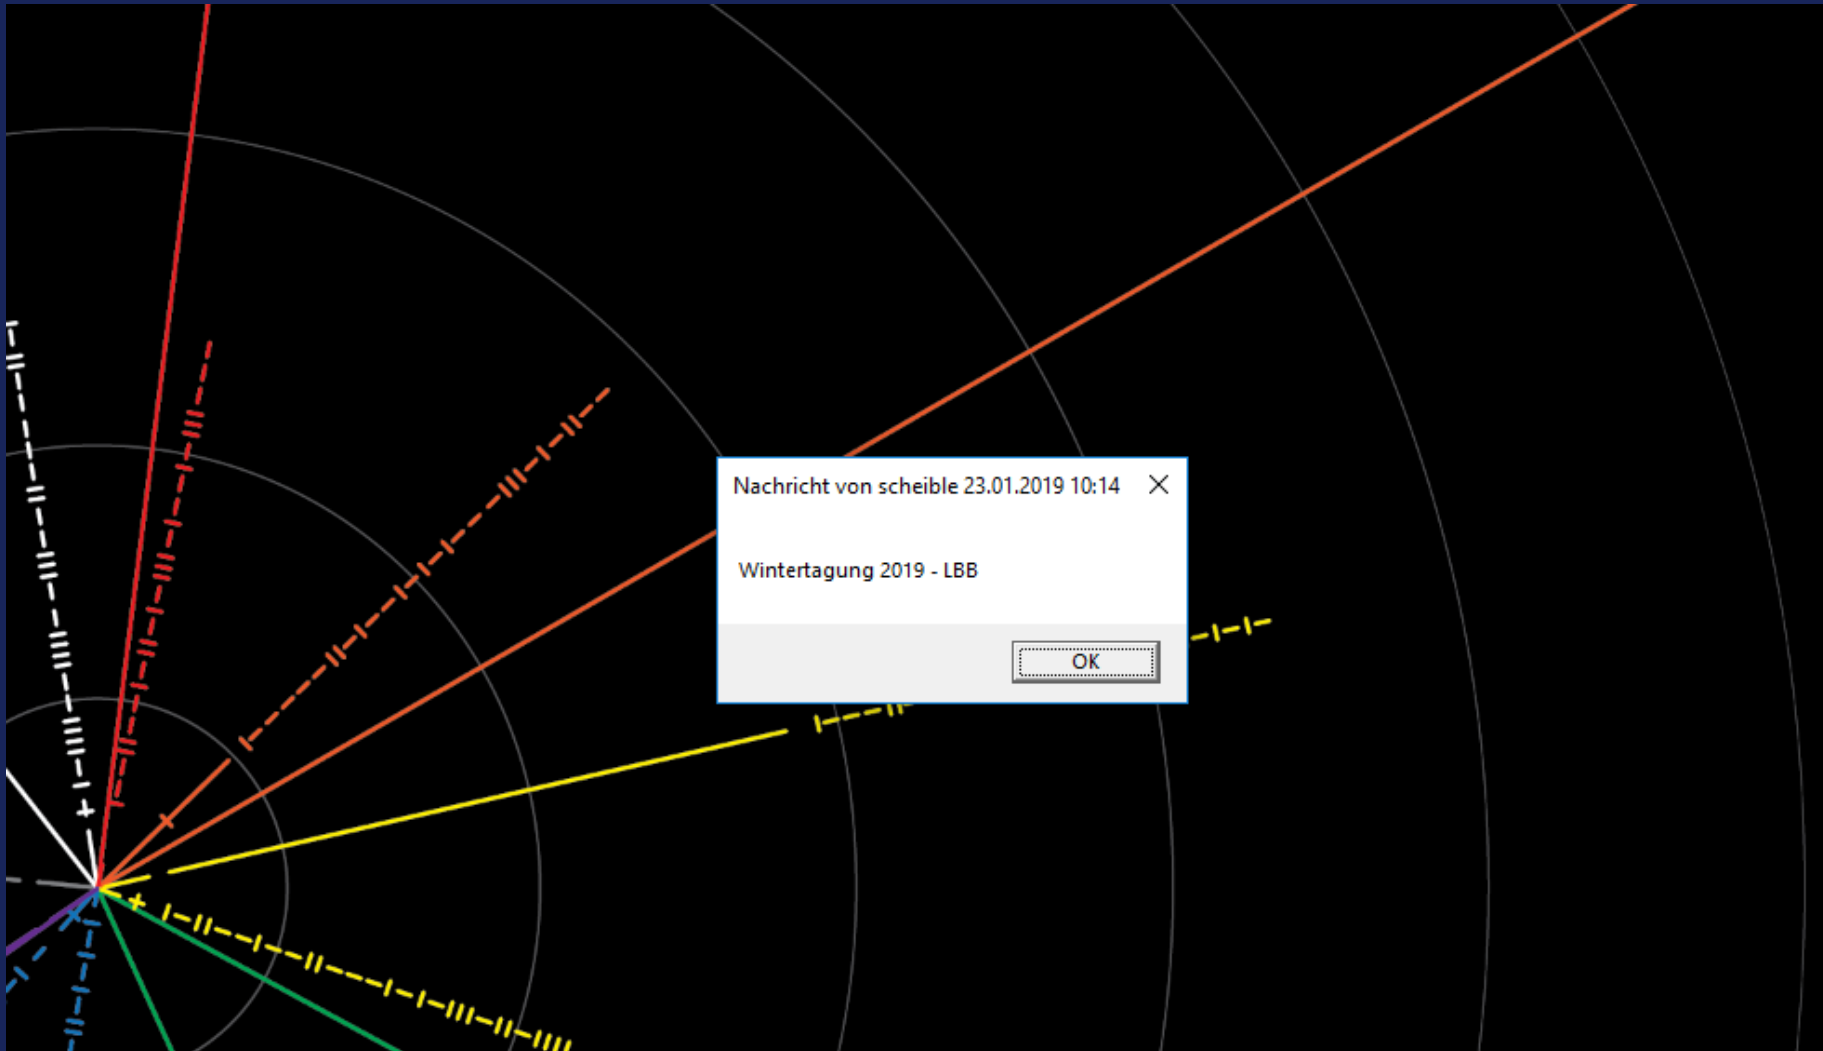 Nachricht von scheible 23.01.2019 10:14
Wintertagung 2019 - LBB
OK